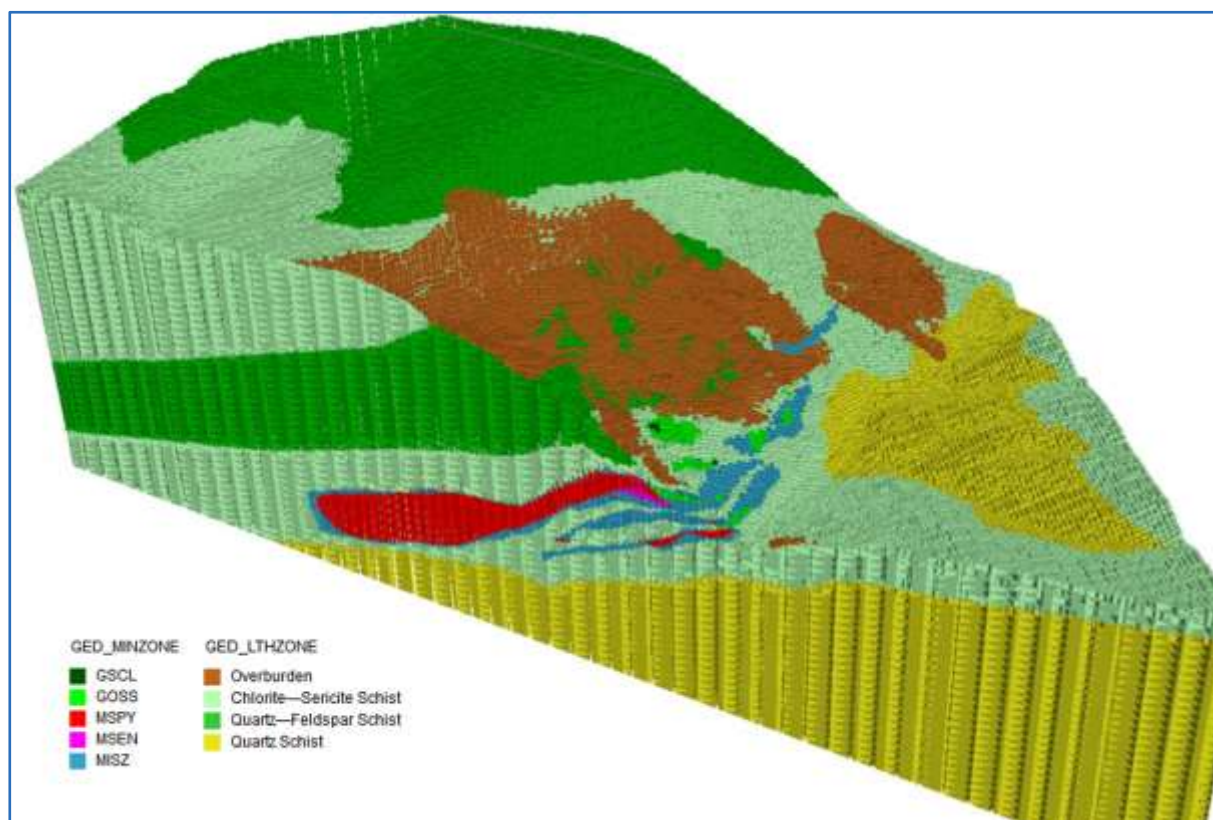 GED_MINZONE GED_LTHZONE
GSCL Overburden
GOSS Chlorite—Sericite Schist
MSPY Quartz—Feldspar Schist
MSEN Quartz Schist
MISZ